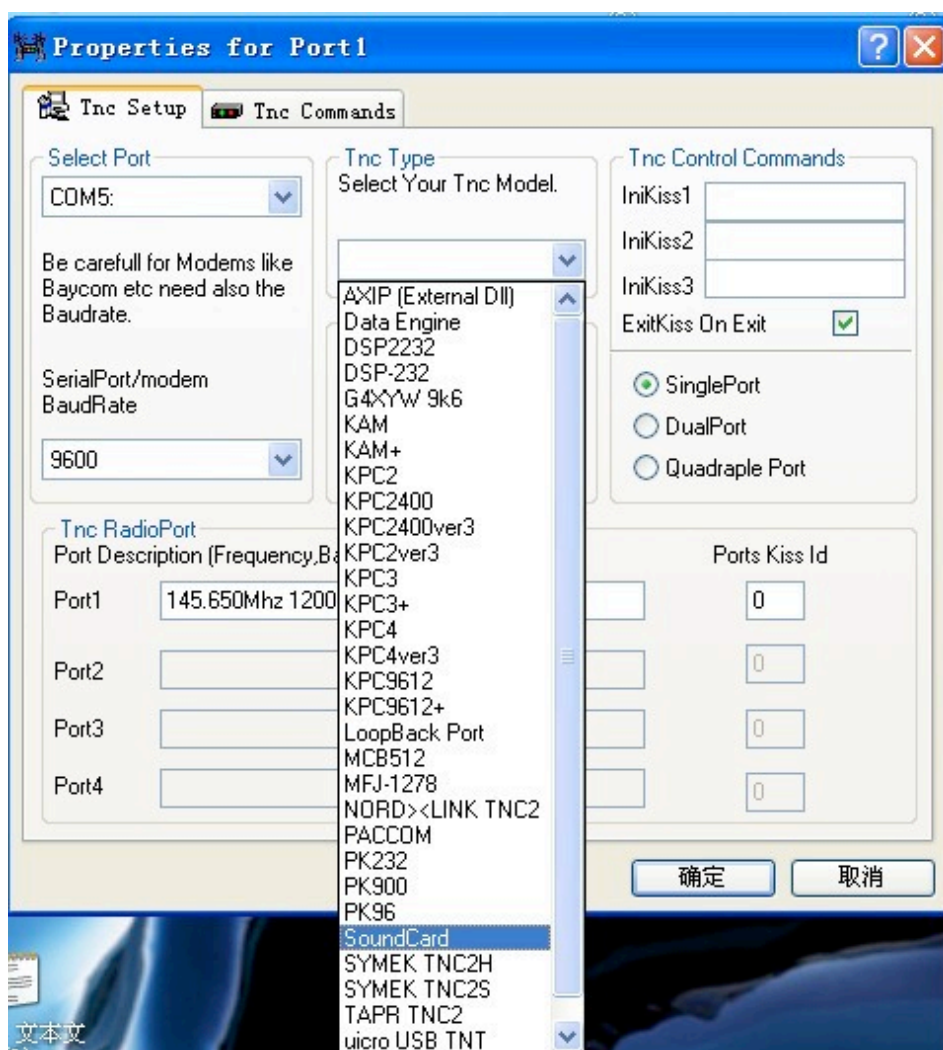 Properties for Port1
Tnc Setup
Tnc Commands
Select Port
COM5:
Be carefull for Modems like
Baycom etc need also the
Baudrate.
SerialPort/modem
BaudRate
9600
Tnc Type
Select Your Tnc Model.
AXIP (External Dll)
Data Engine
DSP2232
DSP-232
G4XYW 9k6
KAM
KAM+
KPC2
KPC2400
KPC2400ver3
KPC2ver3
KPC3
KPC3+
KPC4
KPC4ver3
KPC9612
KPC9612+
LoopBack Port
MCB512
MFJ-1278
NORD><LINK TNC2
PACCOM
PK232
PK900
PK96
SoundCard
SYMEK TNC2H
SYMEK TNC2S
TAPR TNC2
uicro USB TNT
Tnc Control Commands
IniKiss1
IniKiss2
IniKiss3
ExitKiss On Exit
SinglePort
DualPort
Quadraple Port
Tnc RadioPort
Port Description (Frequency,Ba
Ports Kiss Id
Port1 145.650Mhz 1200 0
Port2 0
Port3 0
Port4 0
确定 取消
文本文